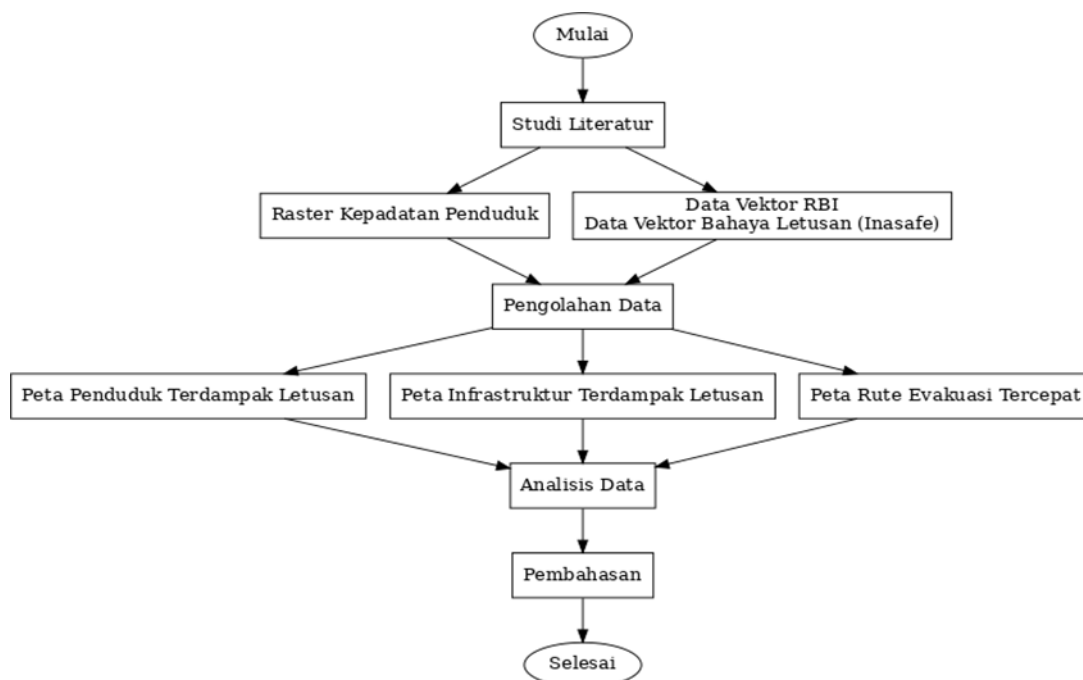 Mulai
Studi Literatur
Raster Kepadatan Penduduk
Data Vektor RBI
Data Vektor Bahaya Letusan (Inasafe)
Pengolahan Data
Peta Penduduk Terdampak Letusan
Peta Infrastruktur Terdampak Letusan
Peta Rute Evakuasi Tercepat
Analisis Data
Pembahasan
Selesai